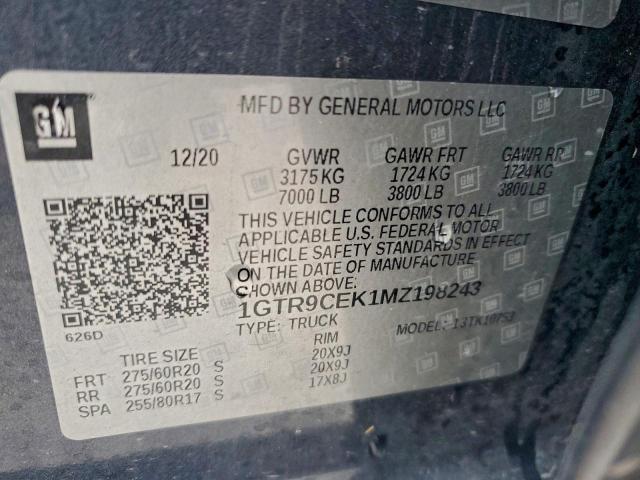 GM
MFD BY GENERAL MOTORS LLC
12/20 GVWR GAWR FRT GAWR RR
3175 KG 1724 KG 1724 KG
7000 LB 3800 LB 3800 LB
THIS VEHICLE CONFORMS TO ALL
APPLICABLE U.S. FEDERAL MOTOR
VEHICLE SAFETY STANDARDS IN EFFECT
ON THE DATE OF MANUFACTURE
SHOWN ABOVE.
1GTR9CEK1MZ198243
626D
TYPE: TRUCK MODEL:
TIRE SIZE RIM
FRT 275/60R20 S 20X9J
RR 275/60R20 S 20X9J
SPA 255/80R17 S 17X8J